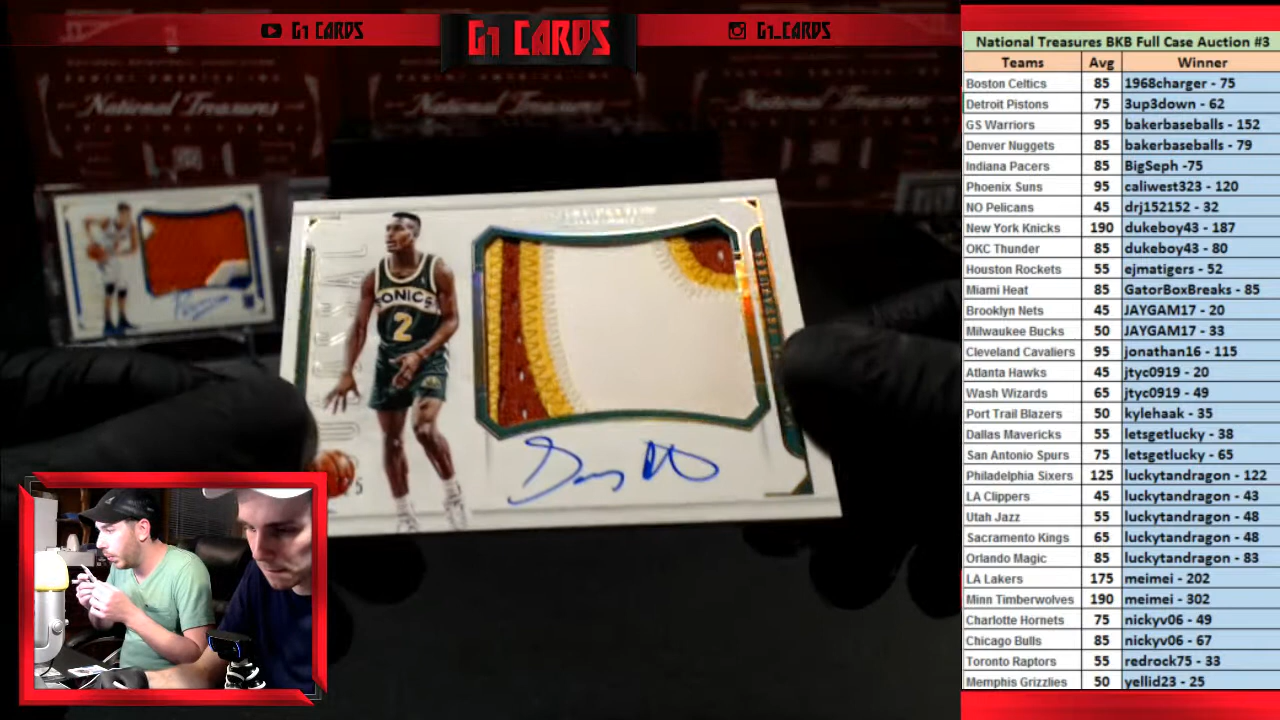 G1 CARDS
G1 CARDS
G1_CARDS
National Treasures
National Treasures
National Treasures
SONICS
2
National Treasures BKB Full Case Auction #3
Teams Avg Winner
Boston Celtics 85 1968charger - 75
Detroit Pistons 75 3up3down - 62
GS Warriors 95 bakerbaseballs - 152
Denver Nuggets 85 bakerbaseballs - 79
Indiana Pacers 85 BigSeph -75
Phoenix Suns 95 caliwest323 - 120
NO Pelicans 45 drj152152 - 32
New York Knicks 190 dukeboy43 - 187
OKC Thunder 85 dukeboy43 - 80
Houston Rockets 55 ejmatigers - 52
Miami Heat 85 GatorBoxBreaks - 85
Brooklyn Nets 45 JAYGAM17 - 20
Milwaukee Bucks 50 JAYGAM17 - 33
Cleveland Cavaliers 95 jonathan16 - 115
Atlanta Hawks 45 jtyc0919 - 20
Wash Wizards 65 jtyc0919 - 49
Port Trail Blazers 50 kylehaak - 35
Dallas Mavericks 55 letsgetlucky - 38
San Antonio Spurs 75 letsgetlucky - 65
Philadelphia Sixers 125 luckytandragon - 122
LA Clippers 45 luckytandragon - 43
Utah Jazz 55 luckytandragon - 48
Sacramento Kings 65 luckytandragon - 48
Orlando Magic 85 luckytandragon - 83
LA Lakers 175 meimei - 202
Minn Timberwolves 190 meimei - 302
Charlotte Hornets 75 nickyv06 - 49
Chicago Bulls 85 nickyv06 - 67
Toronto Raptors 55 redrock75 - 33
Memphis Grizzlies 50 yellid23 - 25